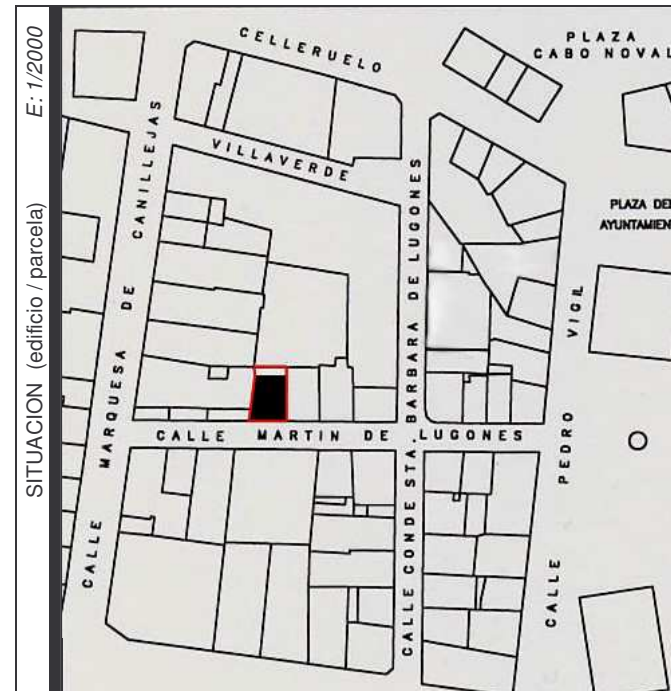 SITUACION (edificio / parcela) E: 1/2000
CELLERUELO
PLAZA
CABO NOVAL
VILLAVERDE
CALLE MARQUESA DE CANILLEJAS
PLAZA DEL
AYUNTAMIEN
CALLE CONDE STA. BARBARA DE LUGONES
CALLE PEDRO VIGIL
CALLE MARTIN DE LUGONES